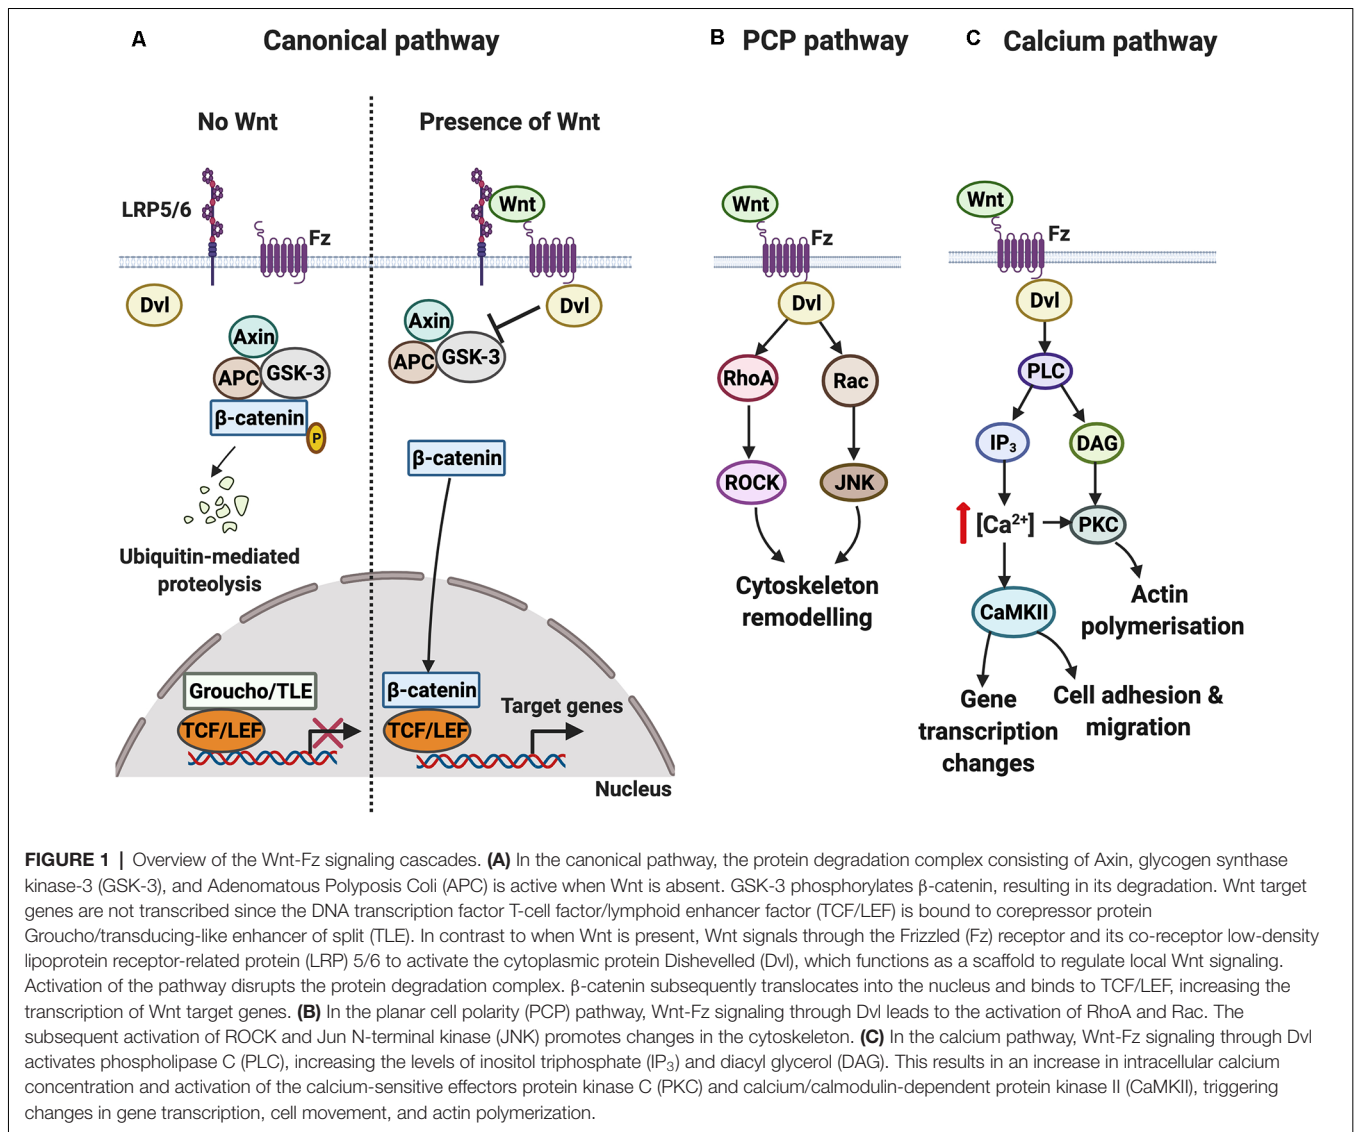 A
Canonical pathway
No Wnt
Presence of Wnt
LRP5/6
Fz
Wnt
Dvl
Dvl
Axin
APC
GSK-3
β-catenin
P
Ubiquitin-mediated
proteolysis
Axin
APC
GSK-3
β-catenin
Groucho/TLE
TCF/LEF
β-catenin
TCF/LEF
Target genes
Nucleus
B
PCP pathway
Wnt
Fz
Dvl
RhoA
Rac
ROCK
JNK
Cytoskeleton
remodelling
C
Calcium pathway
Wnt
Fz
Dvl
PLC
IP₃
DAG
[Ca²⁺]
PKC
CaMKII
Actin
polymerisation
Gene
transcription
changes
Cell adhesion &
migration
FIGURE 1 | Overview of the Wnt-Fz signaling cascades. (A) In the canonical pathway, the protein degradation complex consisting of Axin, glycogen synthase
kinase-3 (GSK-3), and Adenomatous Polyposis Coli (APC) is active when Wnt is absent. GSK-3 phosphorylates β-catenin, resulting in its degradation. Wnt target
genes are not transcribed since the DNA transcription factor T-cell factor/lymphoid enhancer factor (TCF/LEF) is bound to corepressor protein
Groucho/transducing-like enhancer of split (TLE). In contrast to when Wnt is present, Wnt signals through the Frizzled (Fz) receptor and its co-receptor low-density
lipoprotein receptor-related protein (LRP) 5/6 to activate the cytoplasmic protein Dishevelled (Dvl), which functions as a scaffold to regulate local Wnt signaling.
Activation of the pathway disrupts the protein degradation complex. β-catenin subsequently translocates into the nucleus and binds to TCF/LEF, increasing the
transcription of Wnt target genes. (B) In the planar cell polarity (PCP) pathway, Wnt-Fz signaling through Dvl leads to the activation of RhoA and Rac. The
subsequent activation of ROCK and Jun N-terminal kinase (JNK) promotes changes in the cytoskeleton. (C) In the calcium pathway, Wnt-Fz signaling through Dvl
activates phospholipase C (PLC), increasing the levels of inositol triphosphate (IP₃) and diacyl glycerol (DAG). This results in an increase in intracellular calcium
concentration and activation of the calcium-sensitive effectors protein kinase C (PKC) and calcium/calmodulin-dependent protein kinase II (CaMKII), triggering
changes in gene transcription, cell movement, and actin polymerization.